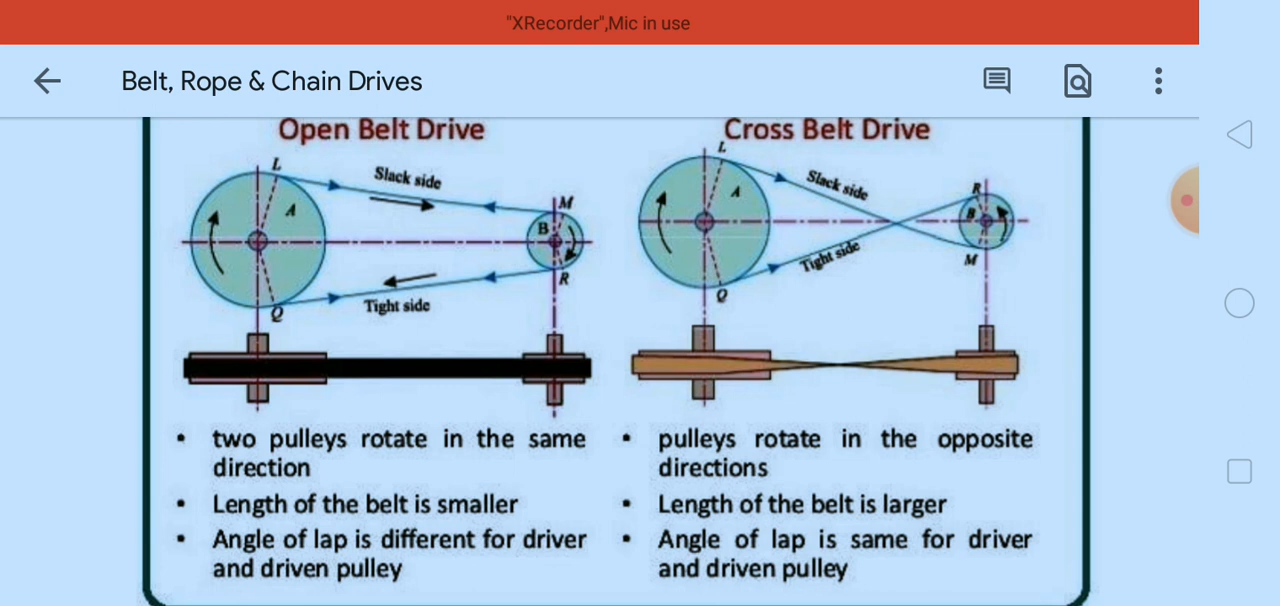 "XRecorder",Mic in use
Belt, Rope & Chain Drives
Open Belt Drive
L
Slack side
A
M
B
R
Tight side
Q
Cross Belt Drive
L
Slack side
R
A
B
Tight side
M
Q
• two pulleys rotate in the same
direction
• Length of the belt is smaller
• Angle of lap is different for driver
and driven pulley
• pulleys rotate in the opposite
directions
• Length of the belt is larger
• Angle of lap is same for driver
and driven pulley